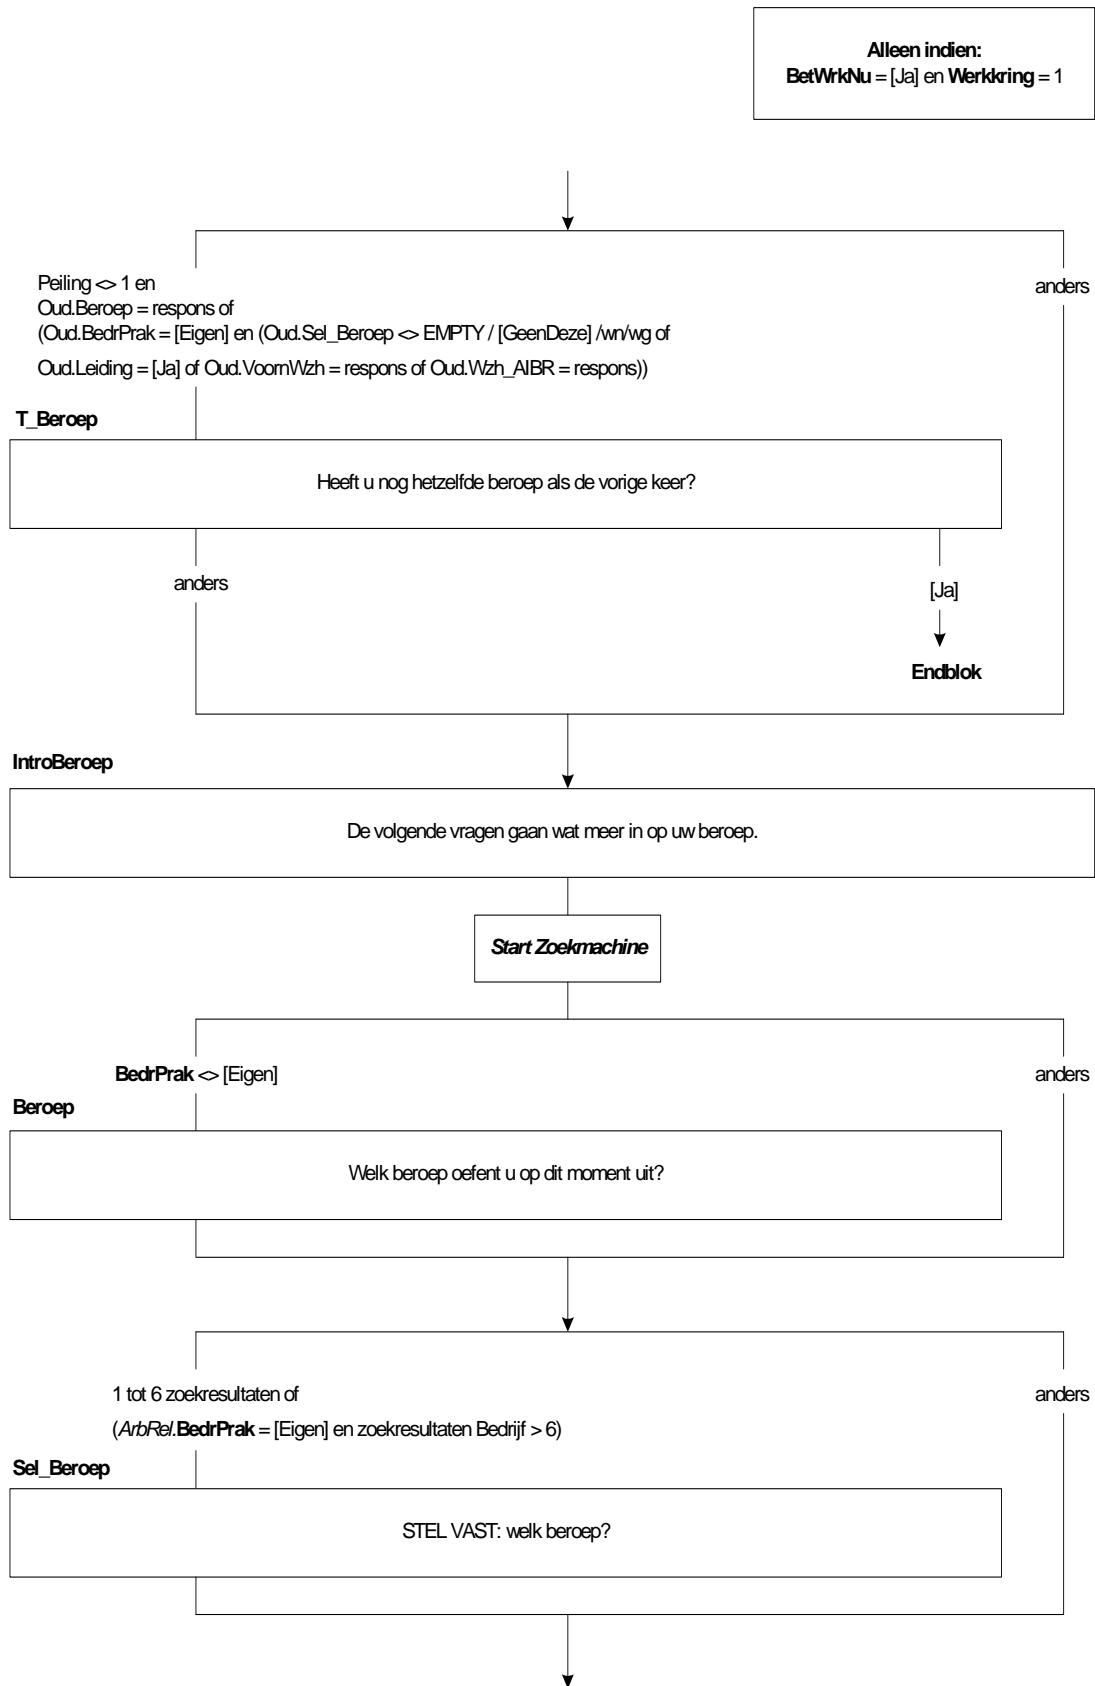 Alleen indien:
BetWrkNu = [Ja] en Werkkring = 1
Peiling <> 1 en
Oud.Beroep = respons of
(Oud.BedrPrak = [Eigen] en (Oud.Sel_Beroep <> EMPTY / [GeenDeze] /wn/wg of
Oud.Leiding = [Ja] of Oud.VoornWzh = respons of Oud.Wzh_AIBR = respons))
anders
T_Beroep
Heeft u nog hetzelfde beroep als de vorige keer?
anders
[Ja]
Endblok
IntroBeroep
De volgende vragen gaan wat meer in op uw beroep.
Start Zoekmachine
BedrPrak <> [Eigen]
anders
Beroep
Welk beroep oefent u op dit moment uit?
1 tot 6 zoekresultaten of
(ArbRel.BedrPrak = [Eigen] en zoekresultaten Bedrijf > 6)
anders
Sel_Beroep
STEL VAST: welk beroep?